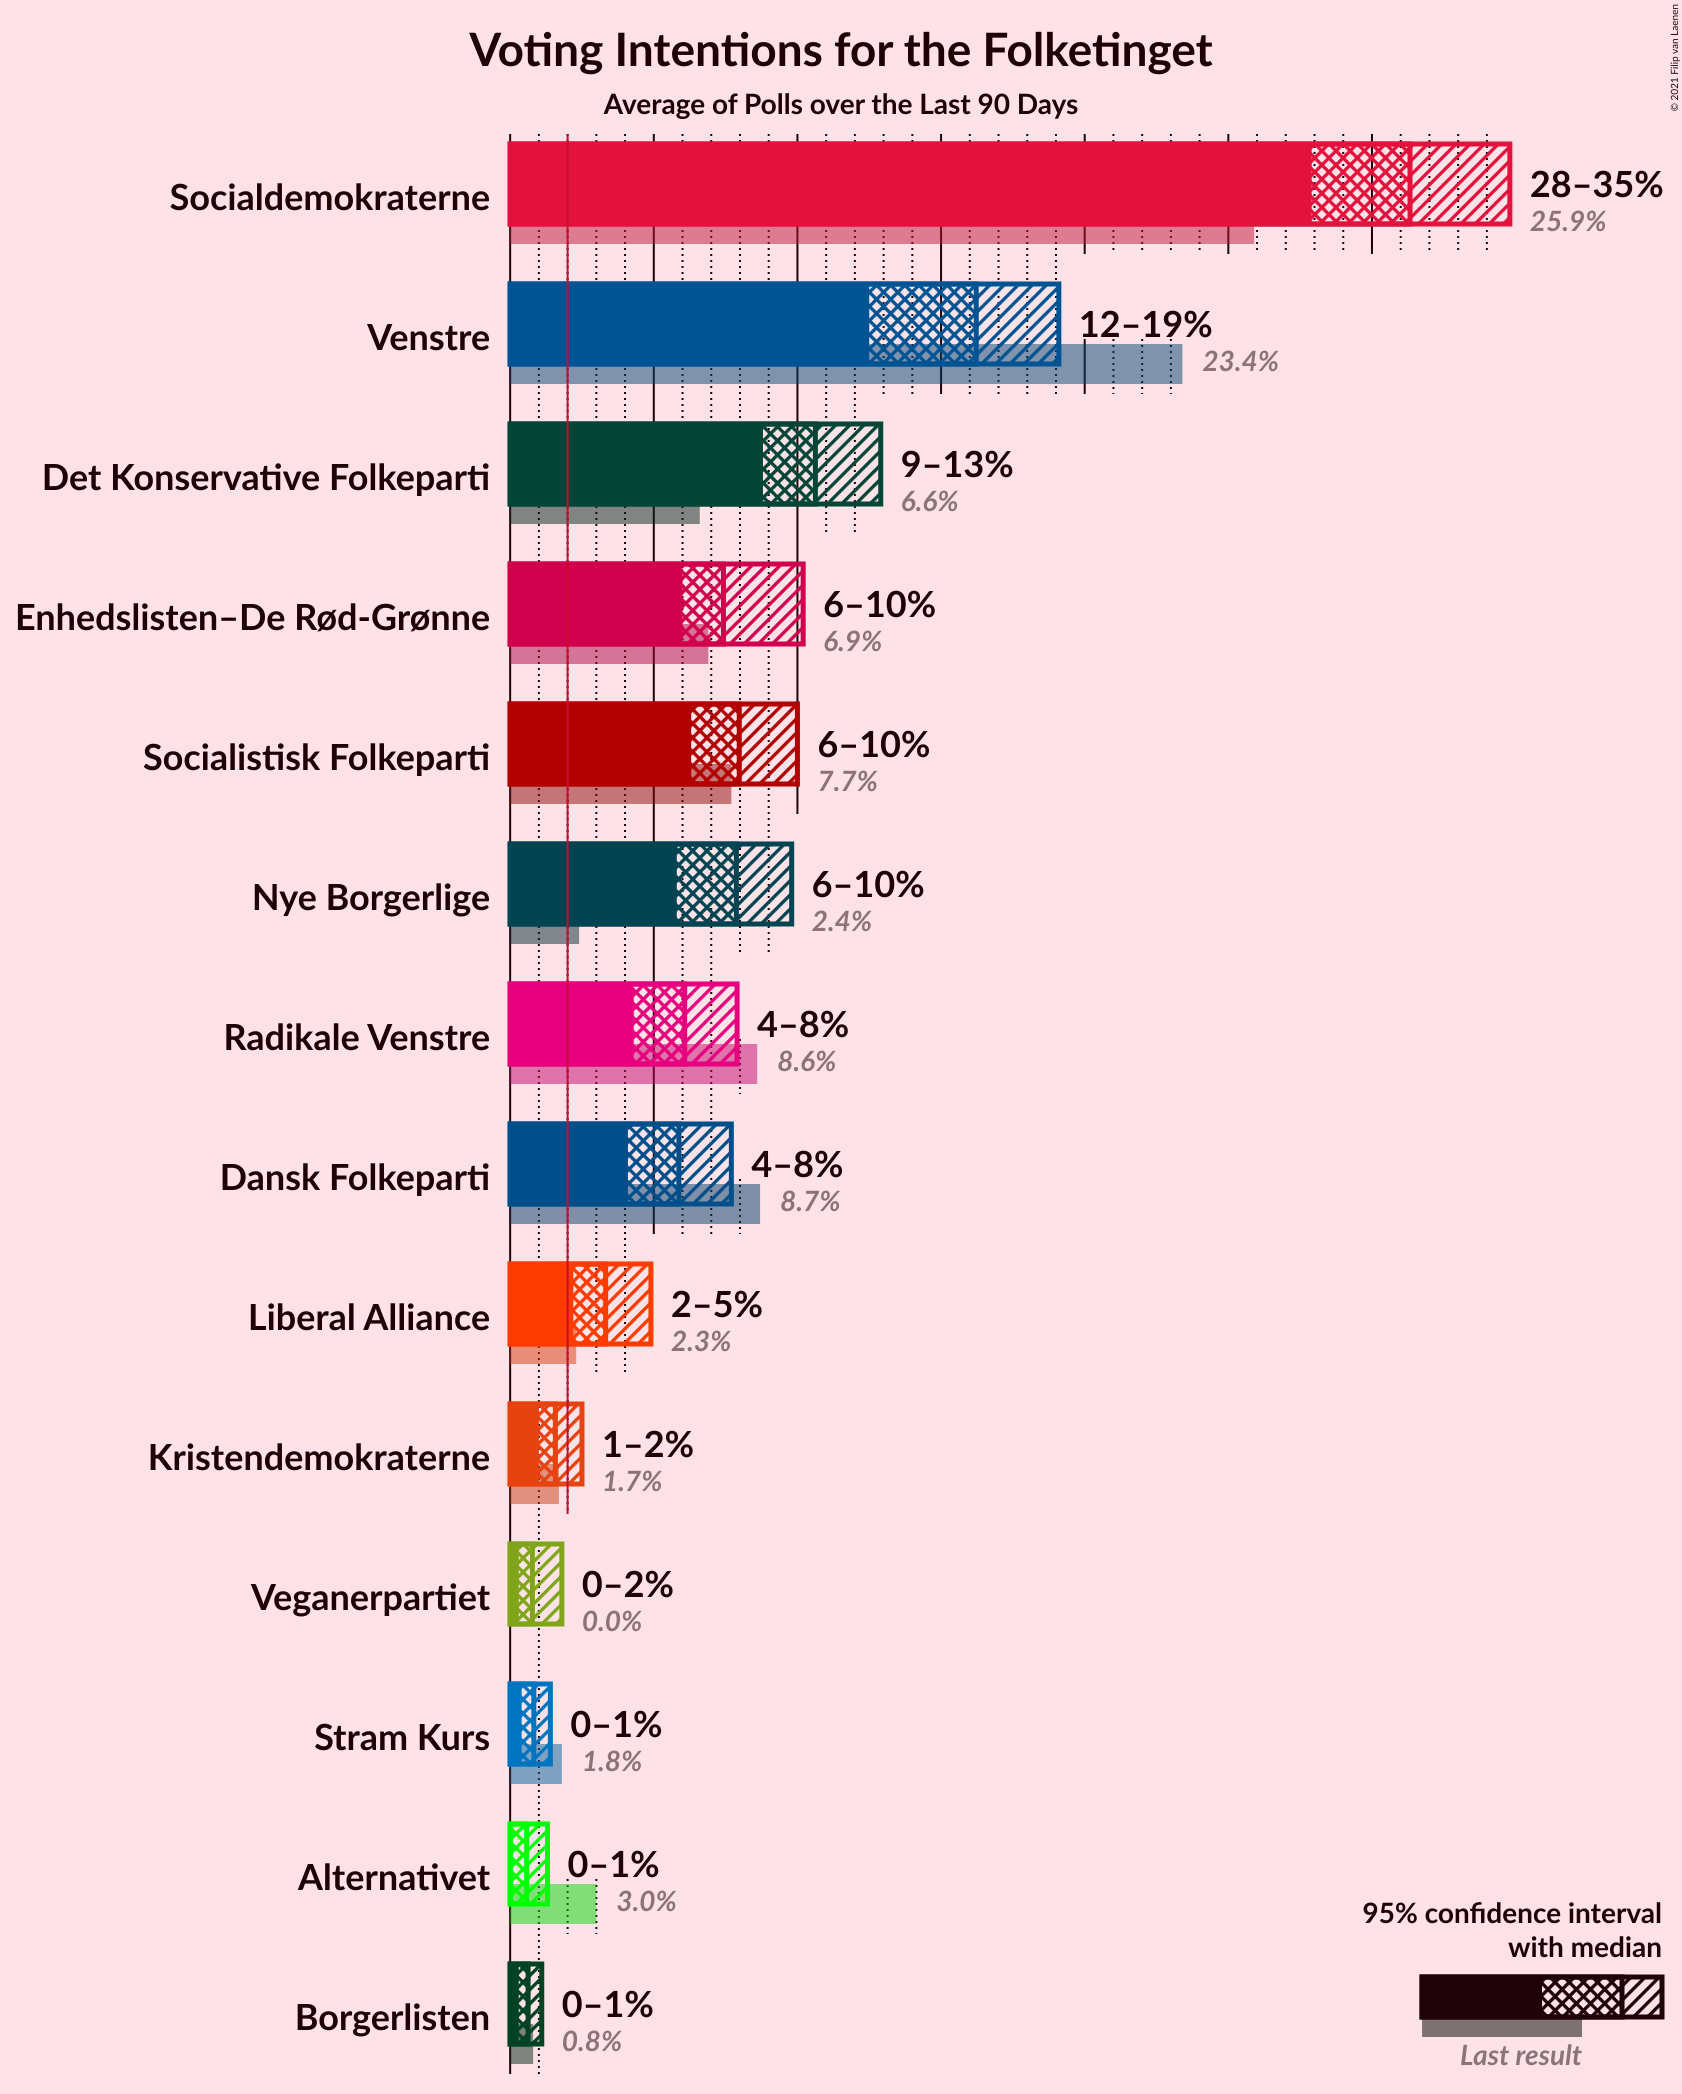 Voting Intentions for the Folketinget
Average of Polls over the Last 90 Days
© 2021 Filip van Laenen
Socialdemokraterne
28–35%
25.9%
Venstre
12–19%
23.4%
Det Konservative Folkeparti
9–13%
6.6%
Enhedslisten–De Rød-Grønne
6–10%
6.9%
Socialistisk Folkeparti
6–10%
7.7%
Nye Borgerlige
6–10%
2.4%
Radikale Venstre
4–8%
8.6%
Dansk Folkeparti
4–8%
8.7%
Liberal Alliance
2–5%
2.3%
Kristendemokraterne
1–2%
1.7%
Veganerpartiet
0–2%
0.0%
Stram Kurs
0–1%
1.8%
Alternativet
0–1%
3.0%
Borgerlisten
0–1%
0.8%
95% confidence interval
with median
Last result